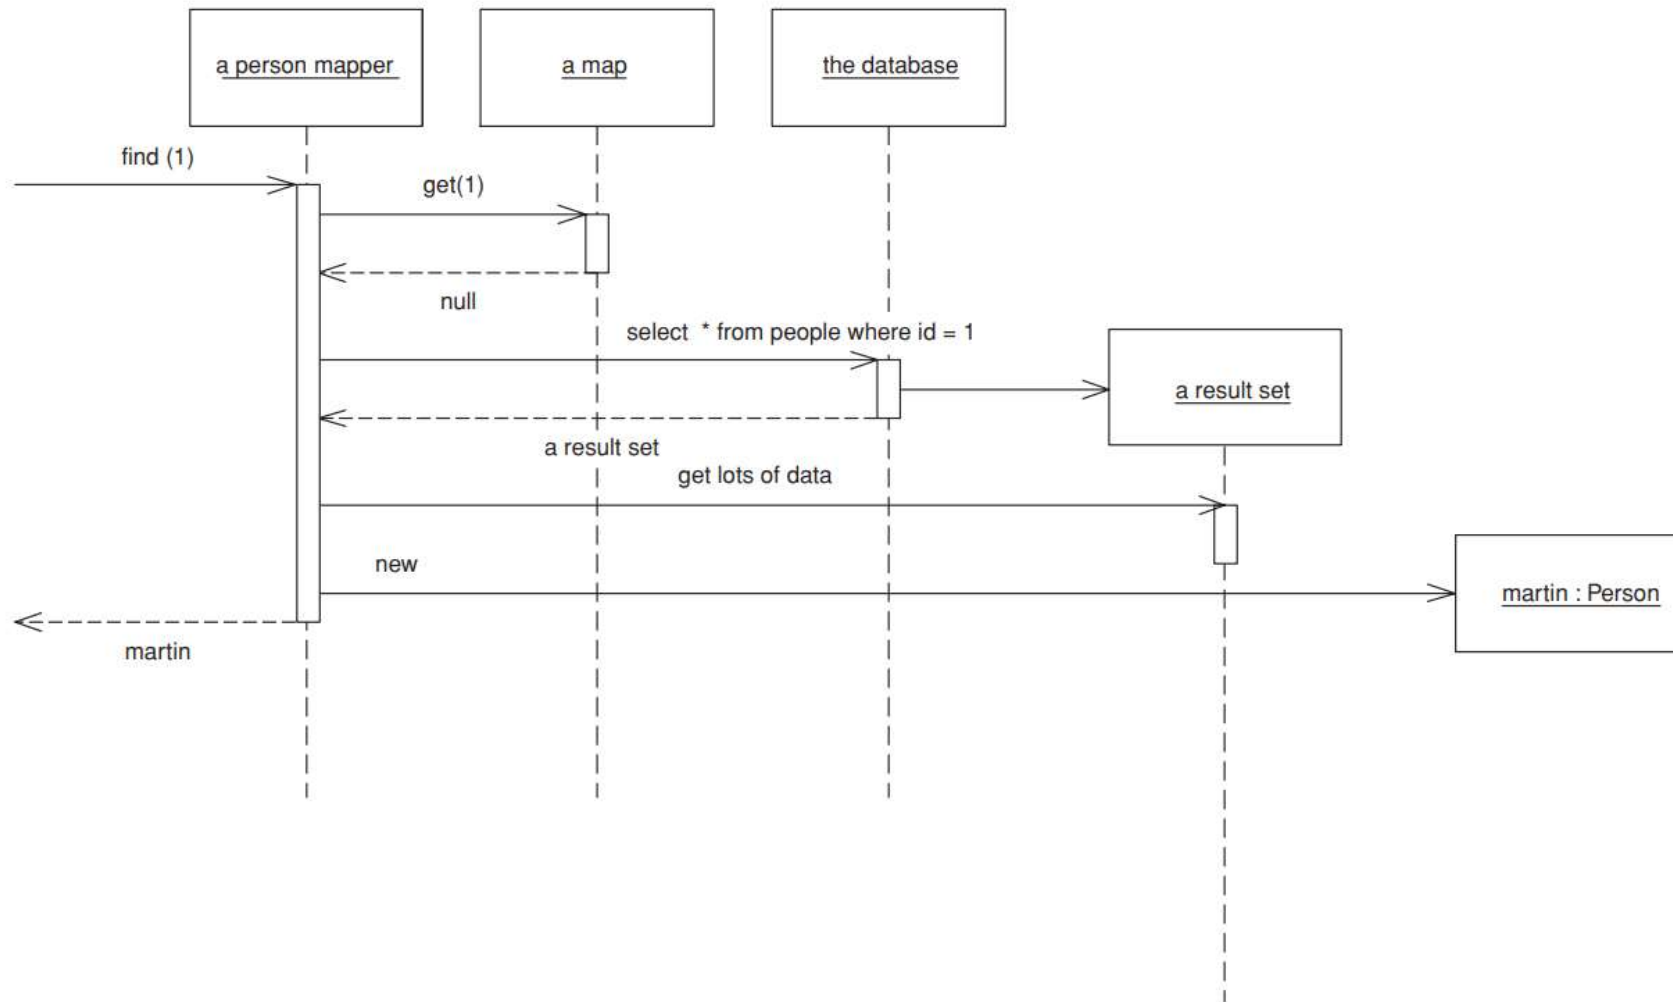 a person mapper
a map
the database
find (1)
get(1)
null
select * from people where id = 1
a result set
a result set
get lots of data
new
martin : Person
martin